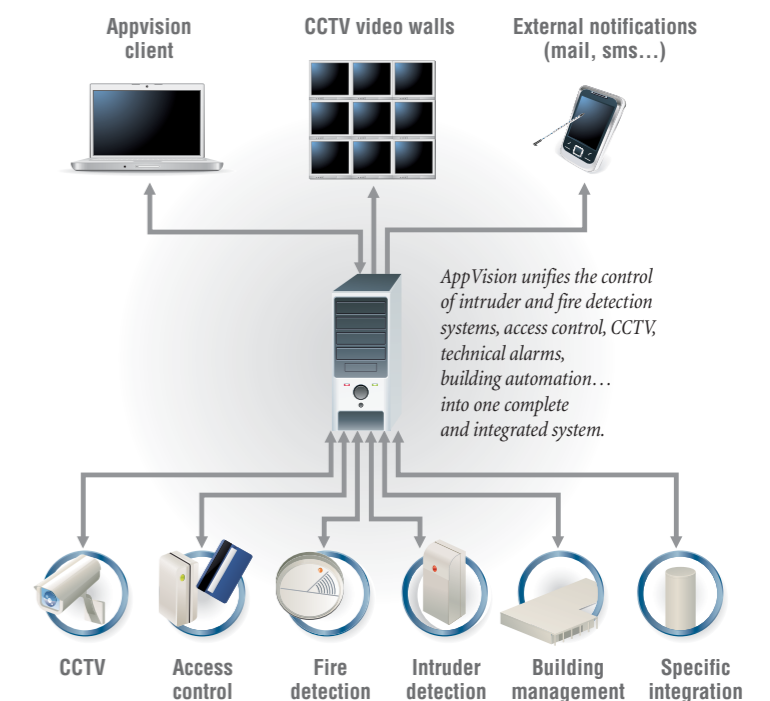 Appvision
client
CCTV video walls
External notifications
(mail, sms…)
AppVision unifies the control
of intruder and fire detection
systems, access control, CCTV,
technical alarms,
building automation…
into one complete
and integrated system.
CCTV
Access
control
Fire
detection
Intruder
detection
Building
management
Specific
integration